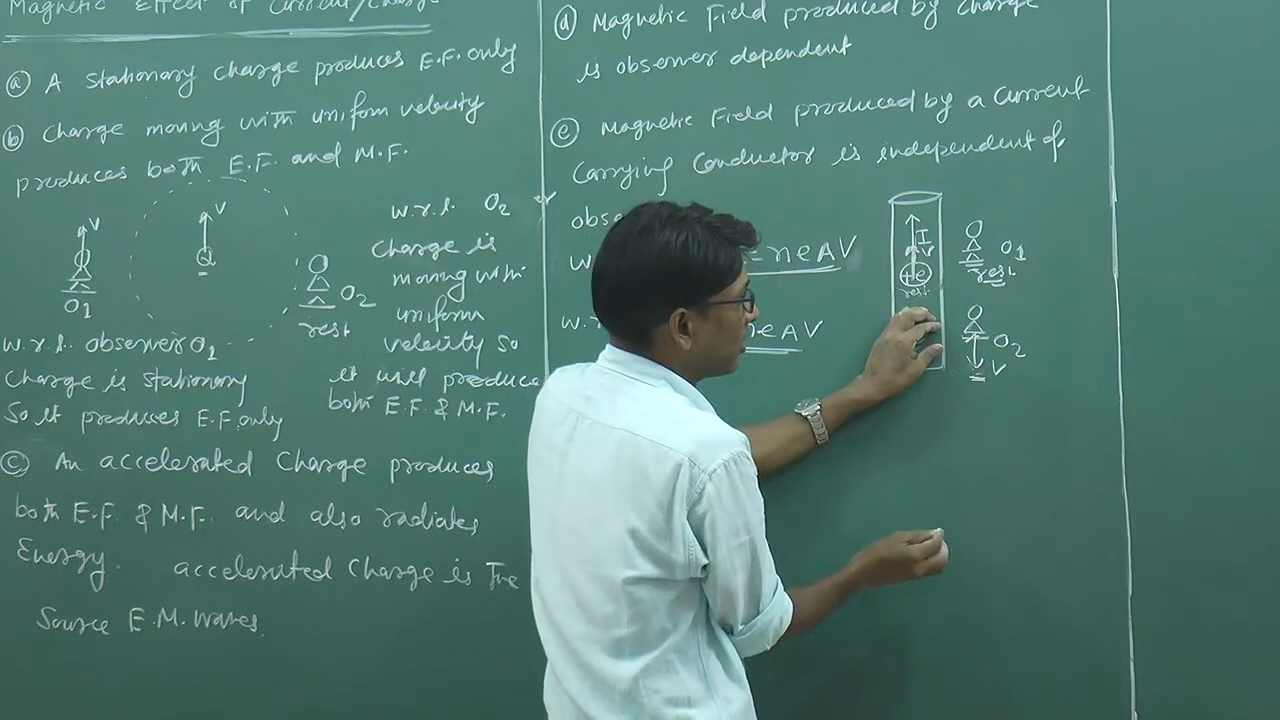 Magnetic Effect of Current/Charge
(a) A stationary charge produces E.F. only
(b) Charge moving with uniform velocity
produces both E.F. and M.F.
V
O1
V
Q
O2
rest
w.r.t. O2
Charge is
moving with
uniform
velocity so
it will produce
both E.F. & M.F.
w.r.t. observer O1
Charge is stationary
So it produces E.F. only
(c) An accelerated Charge produces
both E.F. & M.F. and also radiates
Energy. accelerated Charge is The
Source E.M. waves.
(d) Magnetic Field produced by Charge
is observer dependent
(e) Magnetic Field produced by a Current
Carrying Conductor is independent of
obs
w = neAV
w.r neAV
I
V
+e
rest
O1
rest
O2
V